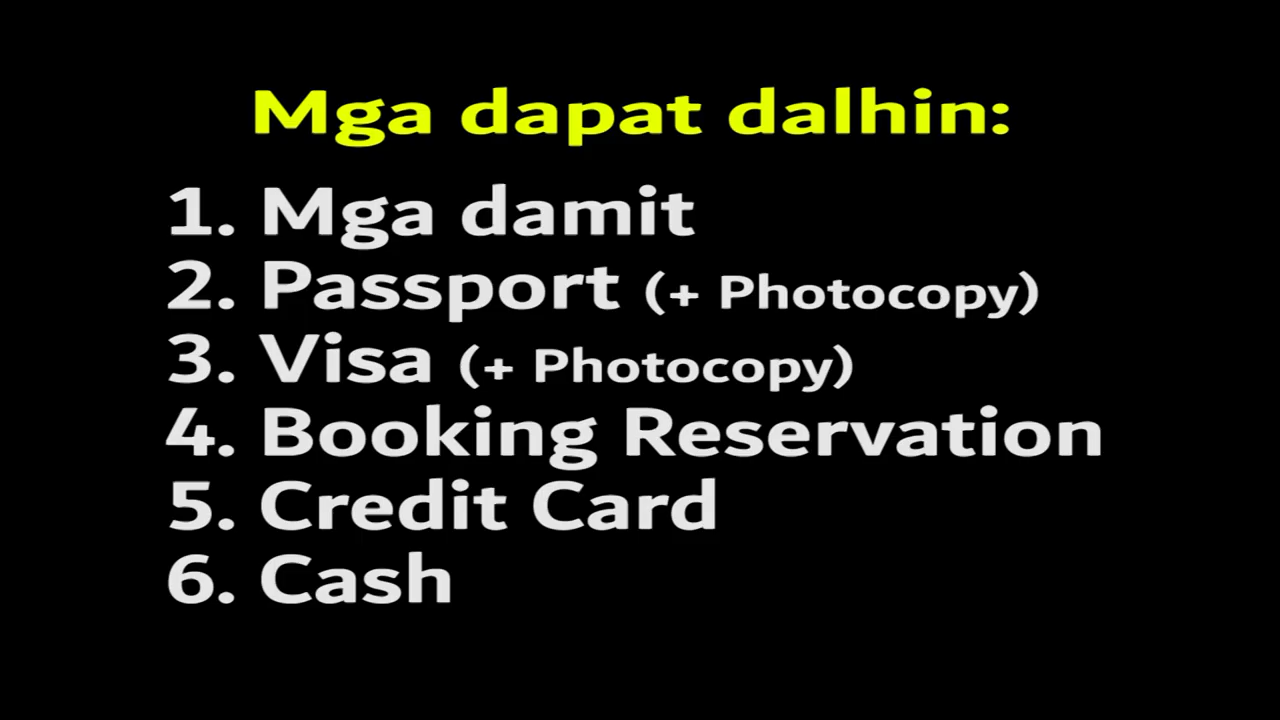 Mga dapat dalhin:
1. Mga damit
2. Passport (+ Photocopy)
3. Visa (+ Photocopy)
4. Booking Reservation
5. Credit Card
6. Cash